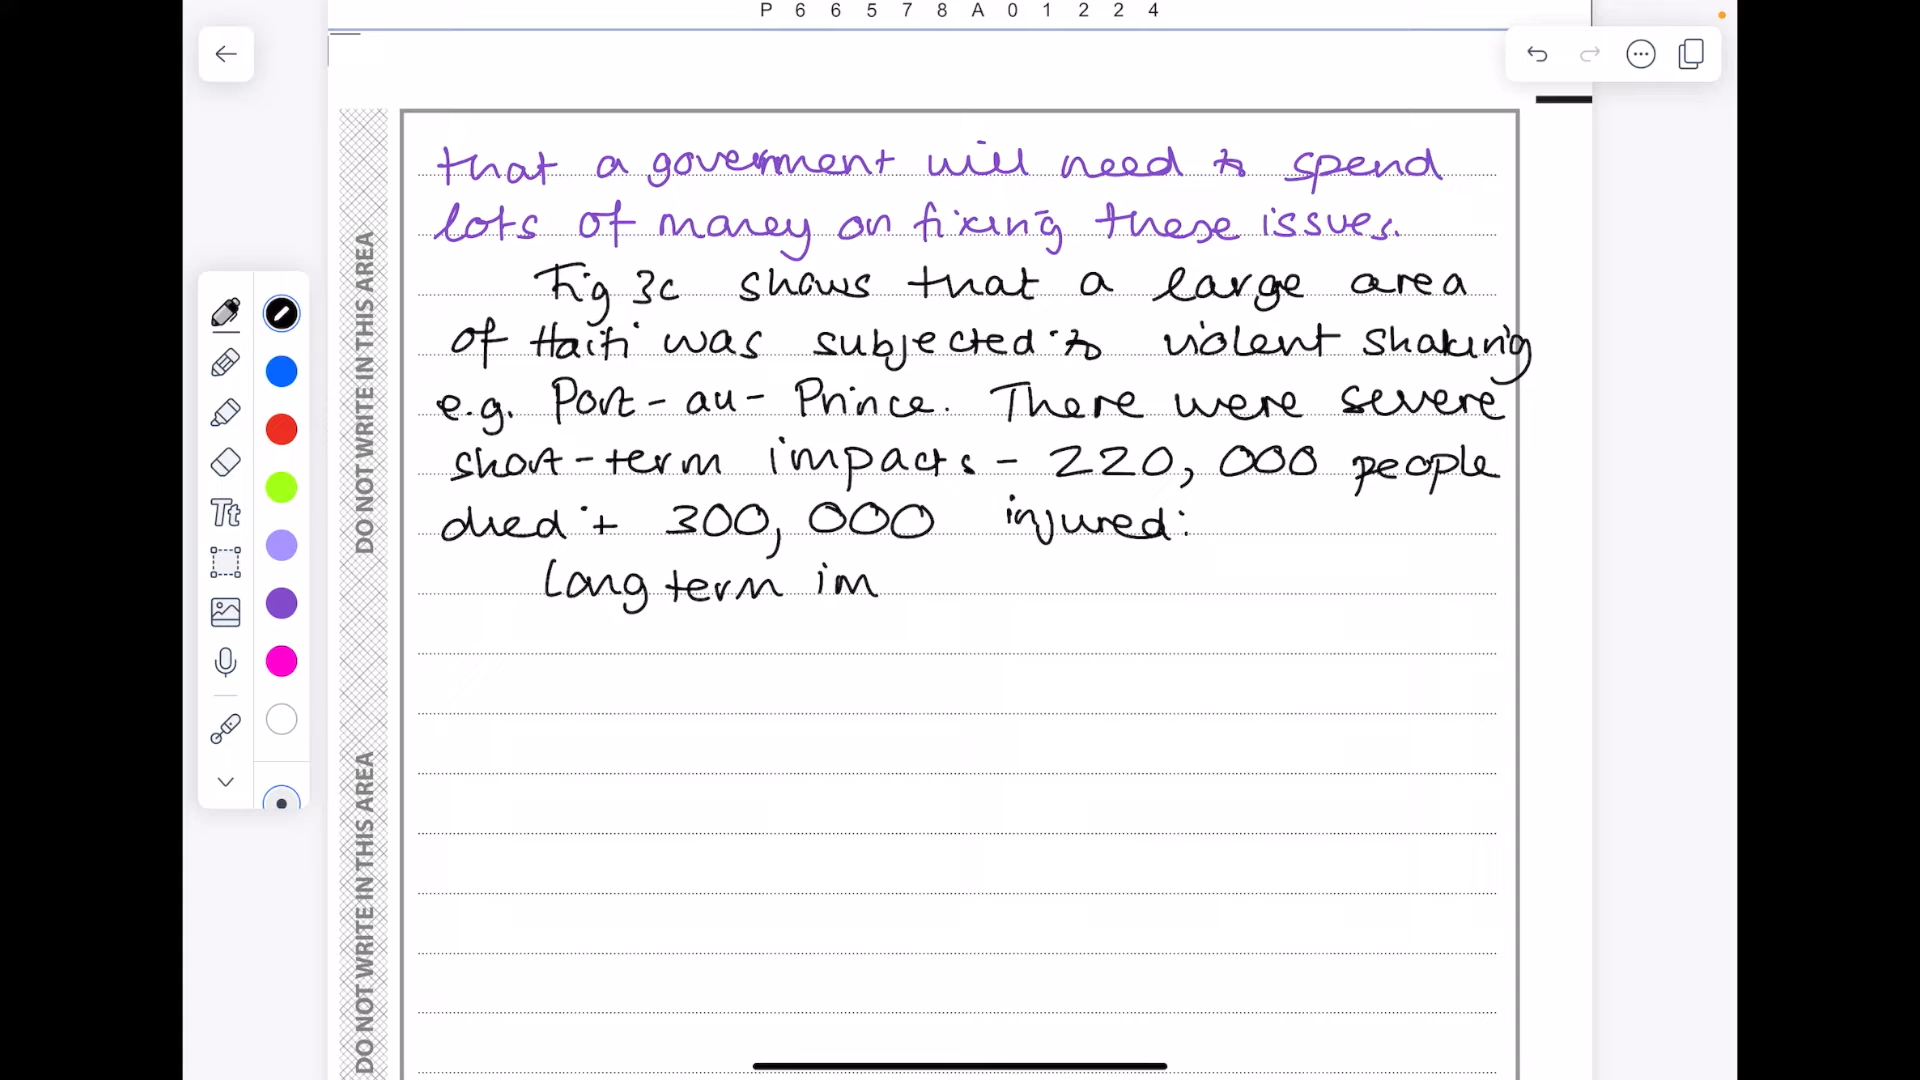 P 6 6 5 7 8 A 0 1 2 2 4
that a government will need to spend
lots of money on fixing these issues.
Fig 3c shows that a large area
of Haiti was subjected to violent shaking
e.g. Port-au-Prince. There were severe
short-term impacts - 220,000 people
died + 300,000 injured.
Long term im
DO NOT WRITE IN THIS AREA
DO NOT WRITE IN THIS AREA
Tt